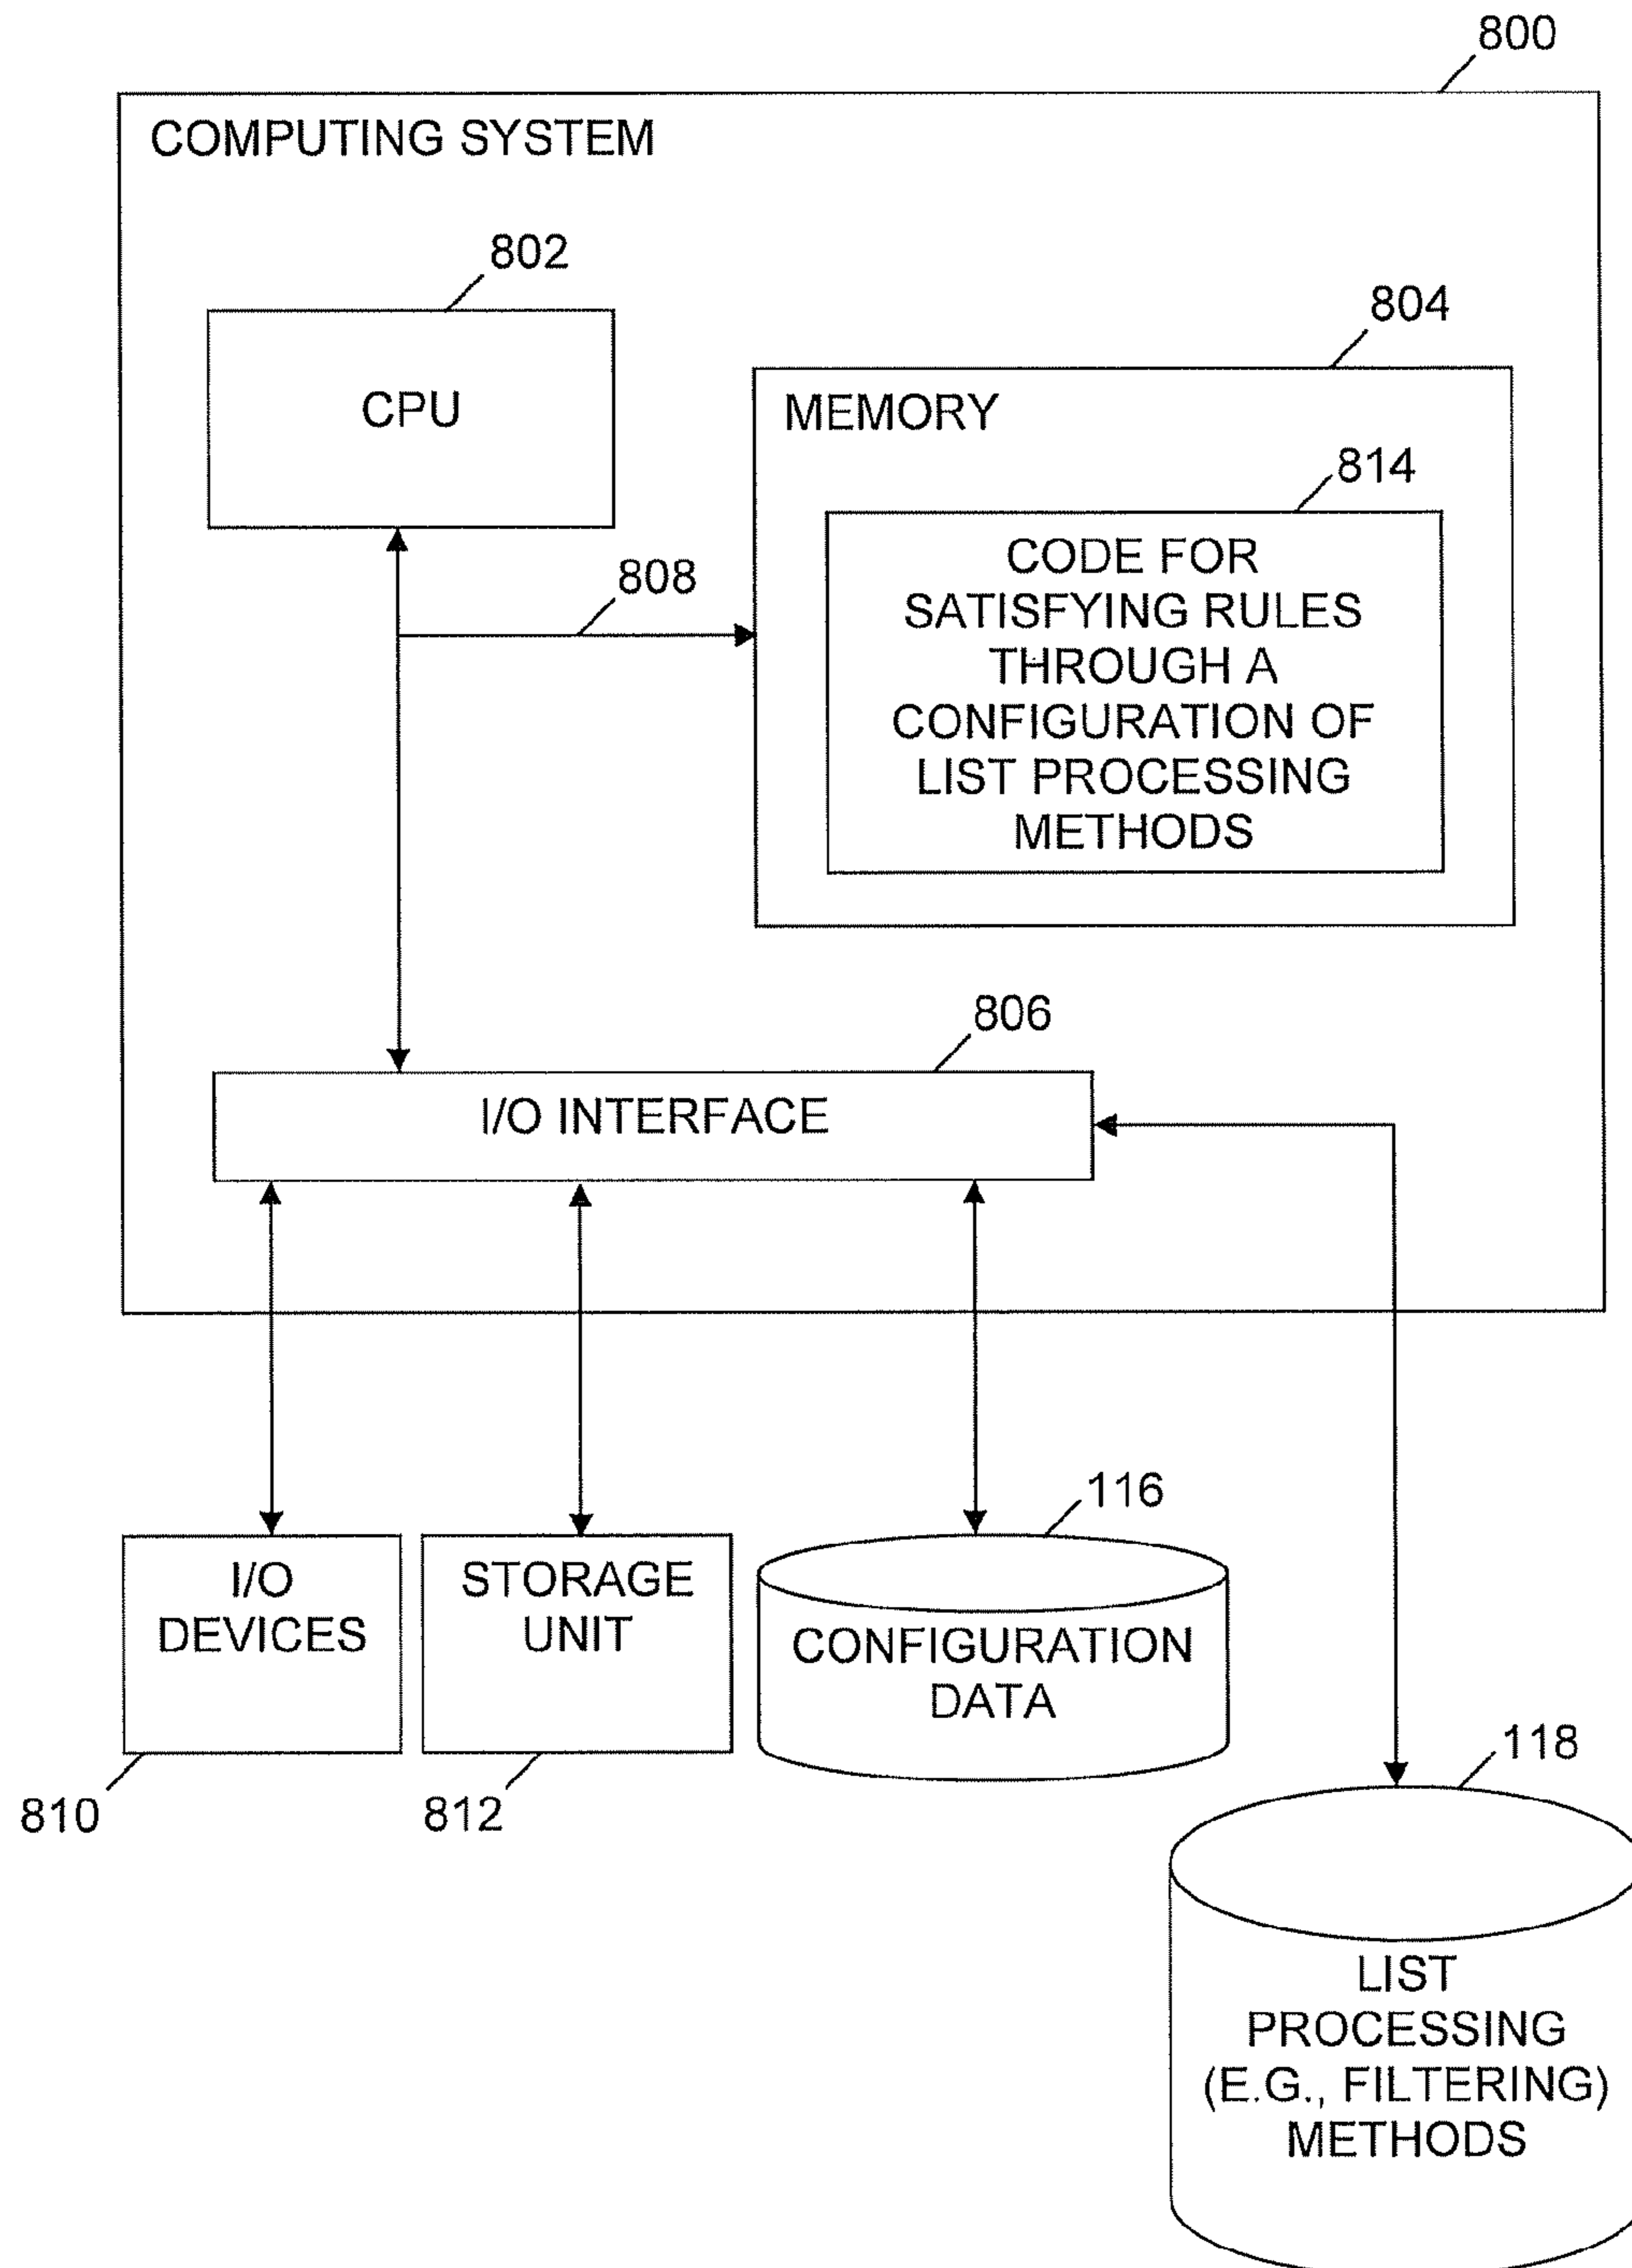 800
COMPUTING SYSTEM
802
CPU
804
MEMORY
814
CODE FOR
SATISFYING RULES
THROUGH A
CONFIGURATION OF
LIST PROCESSING
METHODS
808
806
I/O INTERFACE
I/O
DEVICES
810
STORAGE
UNIT
812
116
CONFIGURATION
DATA
118
LIST
PROCESSING
(E.G., FILTERING)
METHODS